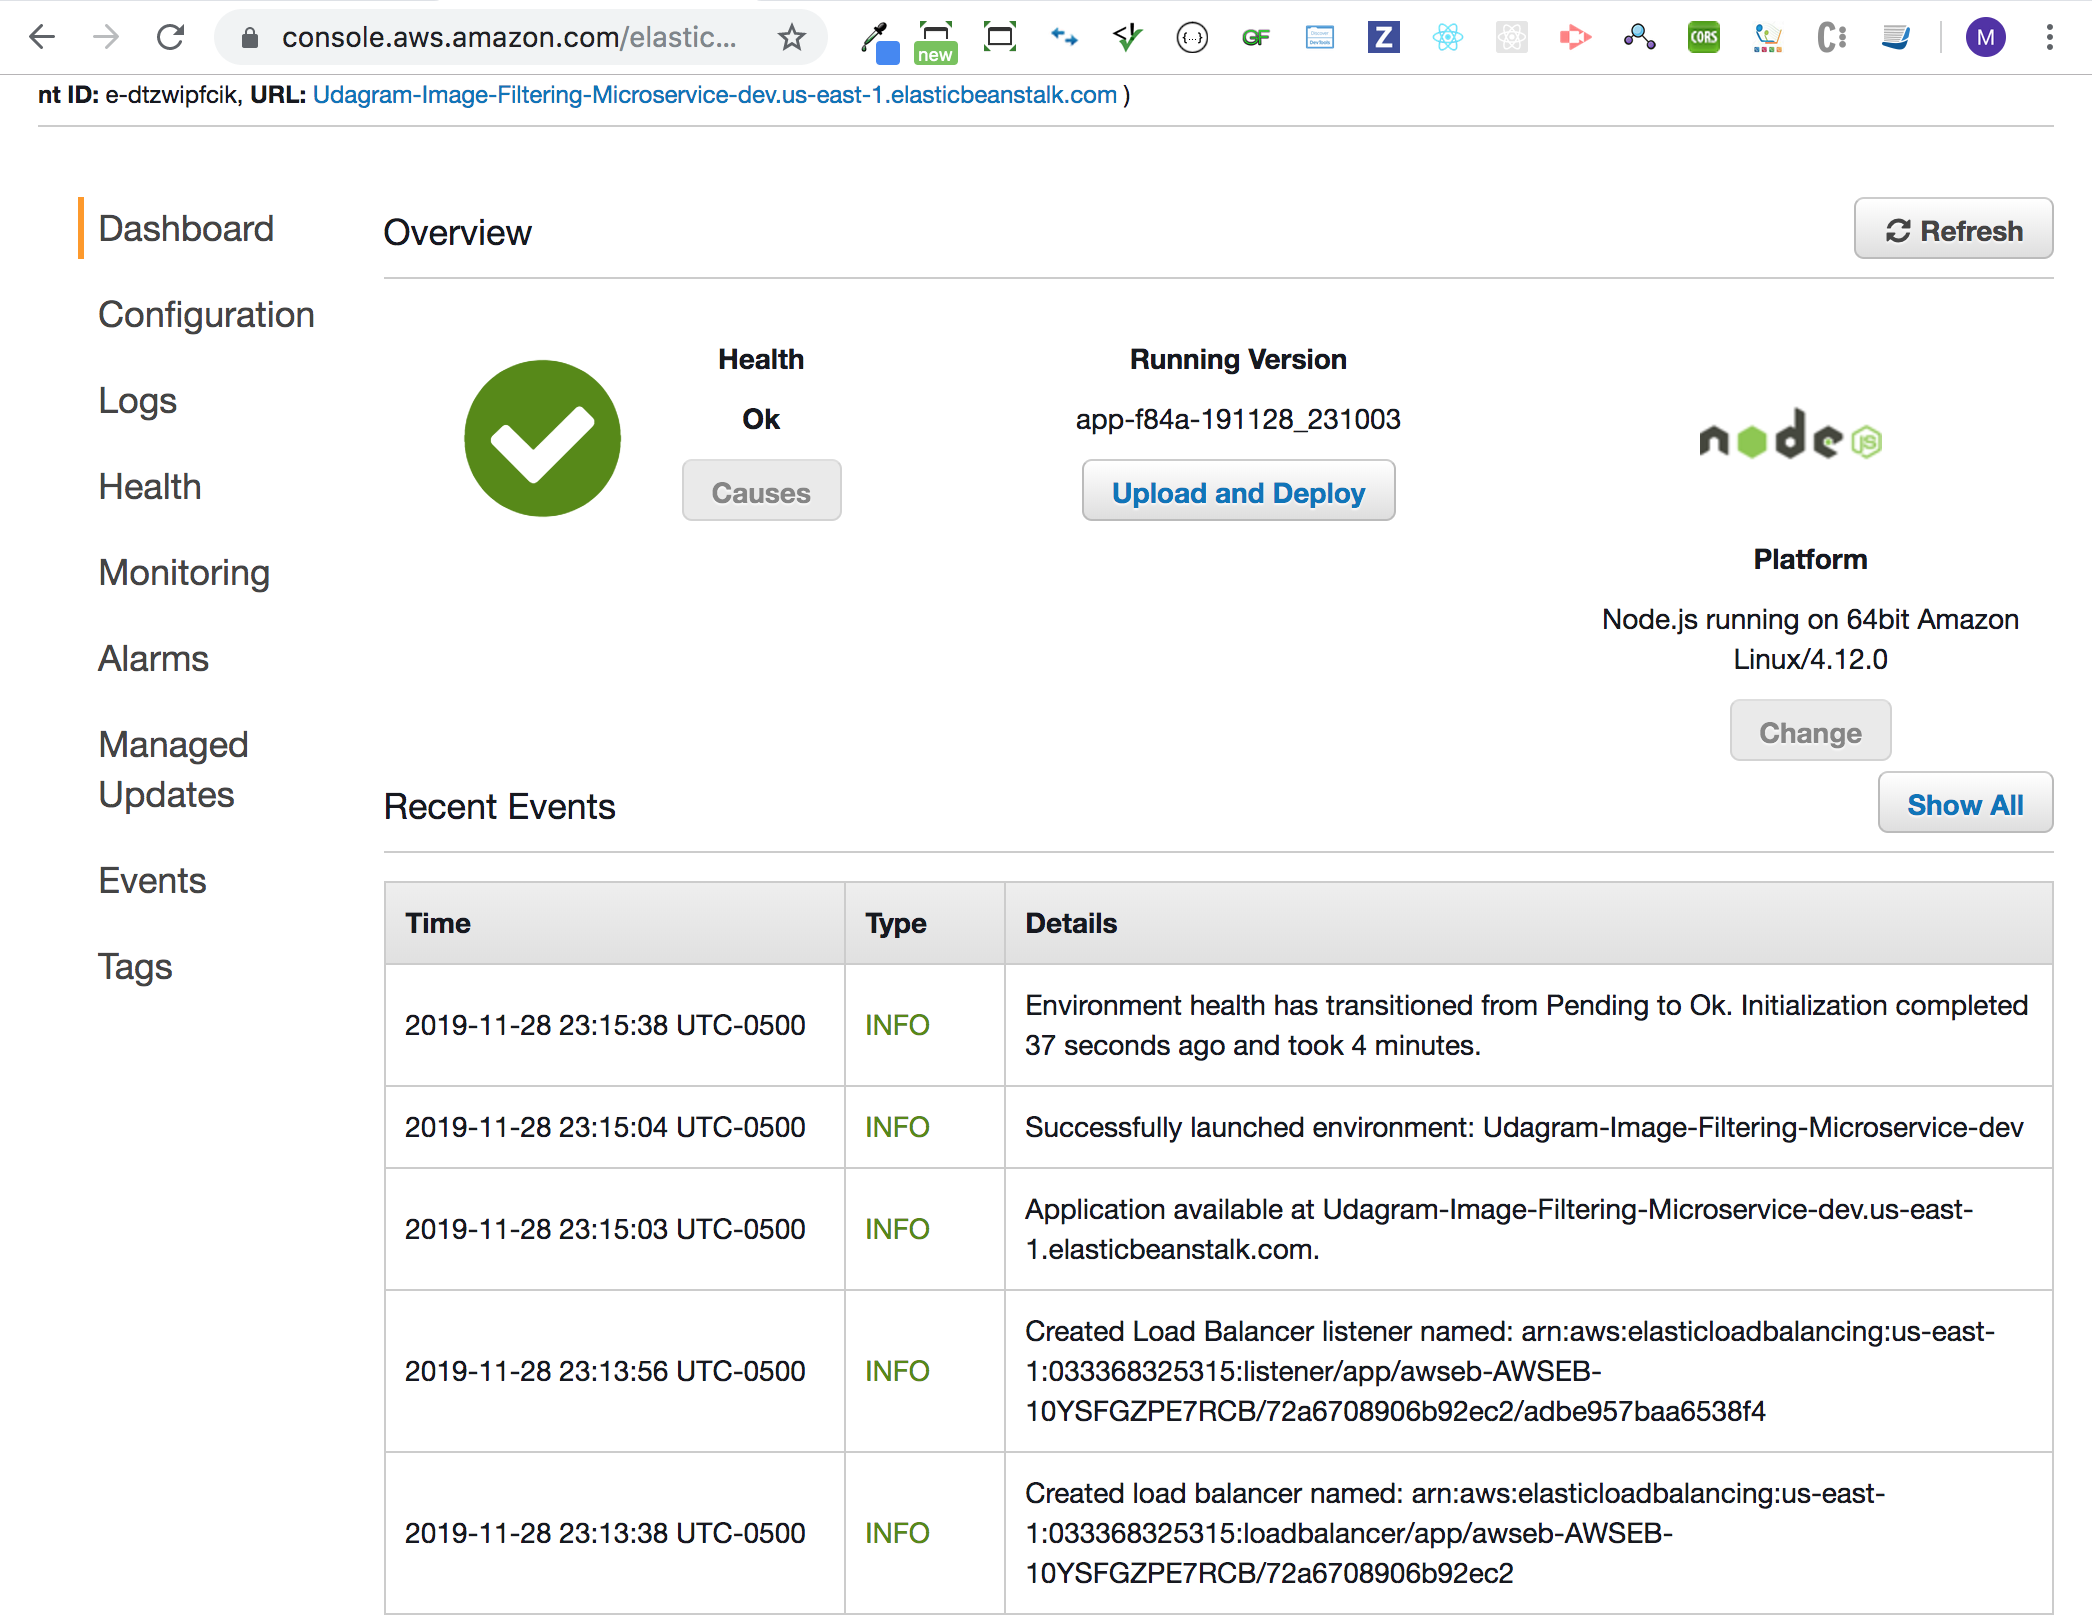 console.aws.amazon.com/elastic...
new
{...}
GF
Z
CORS
C
M
nt ID: e-dtzwipfcik, URL: Udagram-Image-Filtering-Microservice-dev.us-east-1.elasticbeanstalk.com )
Dashboard
Configuration
Logs
Health
Monitoring
Alarms
Managed
Updates
Events
Tags
Overview
Refresh
Health
Ok
Causes
Running Version
app-f84a-191128_231003
Upload and Deploy
node JS
Platform
Node.js running on 64bit Amazon
Linux/4.12.0
Change
Recent Events
Show All
Time Type Details
2019-11-28 23:15:38 UTC-0500 INFO Environment health has transitioned from Pending to Ok. Initialization completed
37 seconds ago and took 4 minutes.
2019-11-28 23:15:04 UTC-0500 INFO Successfully launched environment: Udagram-Image-Filtering-Microservice-dev
2019-11-28 23:15:03 UTC-0500 INFO Application available at Udagram-Image-Filtering-Microservice-dev.us-east-
1.elasticbeanstalk.com.
2019-11-28 23:13:56 UTC-0500 INFO Created Load Balancer listener named: arn:aws:elasticloadbalancing:us-east-
1:033368325315:listener/app/awseb-AWSEB-
10YSFGZPE7RCB/72a6708906b92ec2/adbe957baa6538f4
2019-11-28 23:13:38 UTC-0500 INFO Created load balancer named: arn:aws:elasticloadbalancing:us-east-
1:033368325315:loadbalancer/app/awseb-AWSEB-
10YSFGZPE7RCB/72a6708906b92ec2